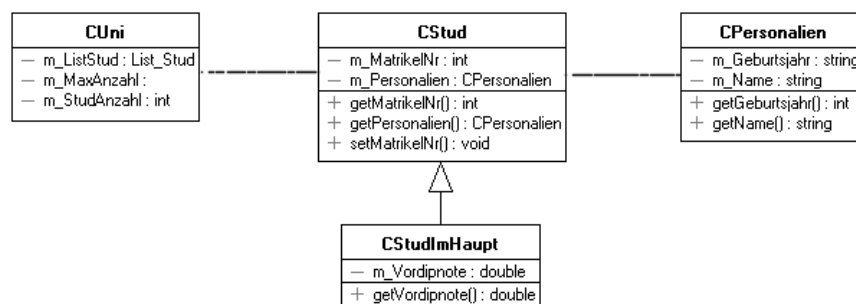 CUni
— m_ListStud : List_Stud
— m_MaxAnzahl :
— m_StudAnzahl : int
CStud
— m_MatrikelNr : int
— m_Personalien : CPersonalien
+ getMatrikelNr() : int
+ getPersonalien() : CPersonalien
+ setMatrikelNr() : void
CPersonalien
— m_Geburtsjahr : string
— m_Name : string
+ getGeburtsjahr() : int
+ getName() : string
CStudImHaupt
— m_Vordipnote : double
+ getVordipnote() : double